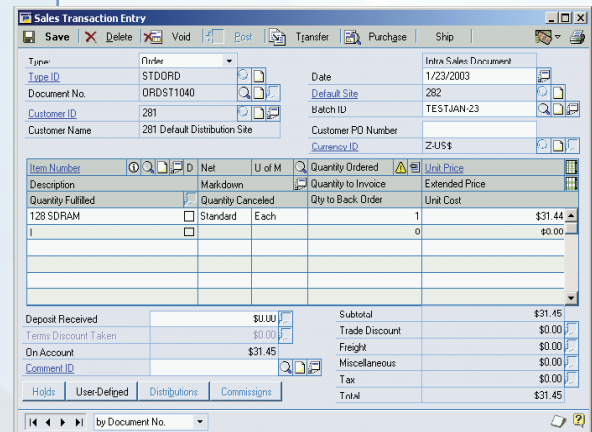 Sales Transaction Entry
Save Delete Void Post Transfer Purchase Ship
Type: Order Intra Sales Document
Type ID STDORD Date 1/23/2003
Document No. ORDST1040 Default Site 282
Customer ID 281 Batch ID TESTJAN-23
Customer Name 281 Default Distribution Site Customer PO Number
Currency ID Z-US$
Item Number D Net U of M Quantity Ordered Unit Price
Description Markdown Quantity to Invoice Extended Price
Quantity Fulfilled Quantity Canceled Qty to Back Order Unit Cost
128 SDRAM Standard Each 1 $31.44
0 $0.00
Deposit Received $0.00 Subtotal $31.45
Terms Discount Taken $0.00 Trade Discount $0.00
On Account $31.45 Freight $0.00
Comment ID Miscellaneous $0.00
Tax $0.00
Holds User-Defined Distributions Commissions Total $31.45
by Document No.